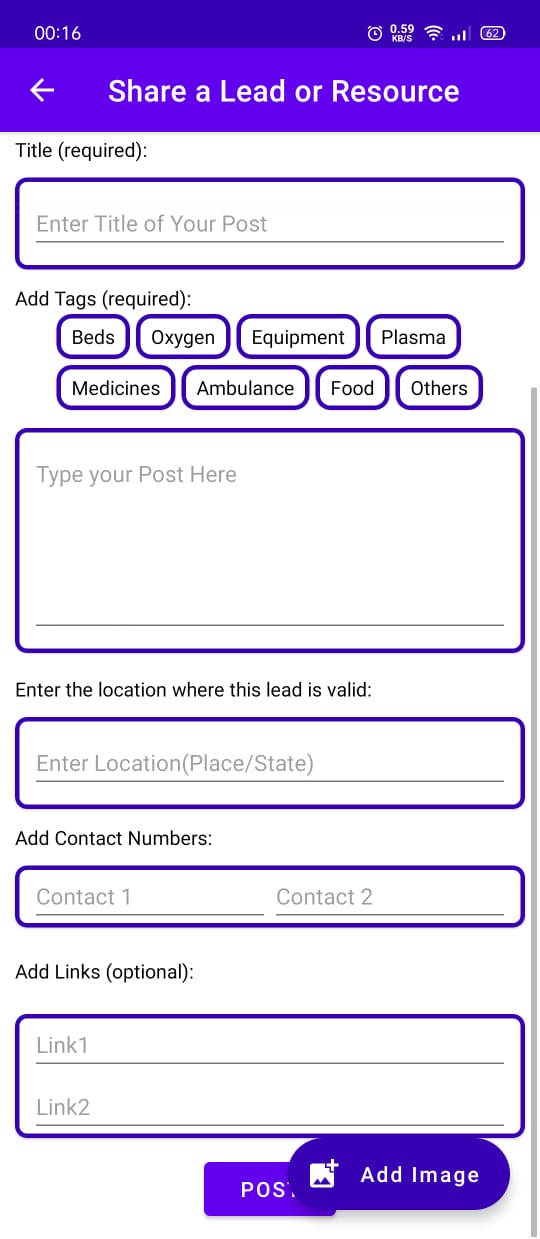 00:16 0.59 KB/S 62
Share a Lead or Resource
Title (required):
Enter Title of Your Post
Add Tags (required):
Beds Oxygen Equipment Plasma
Medicines Ambulance Food Others
Type your Post Here
Enter the location where this lead is valid:
Enter Location(Place/State)
Add Contact Numbers:
Contact 1 Contact 2
Add Links (optional):
Link1
Link2
POST Add Image